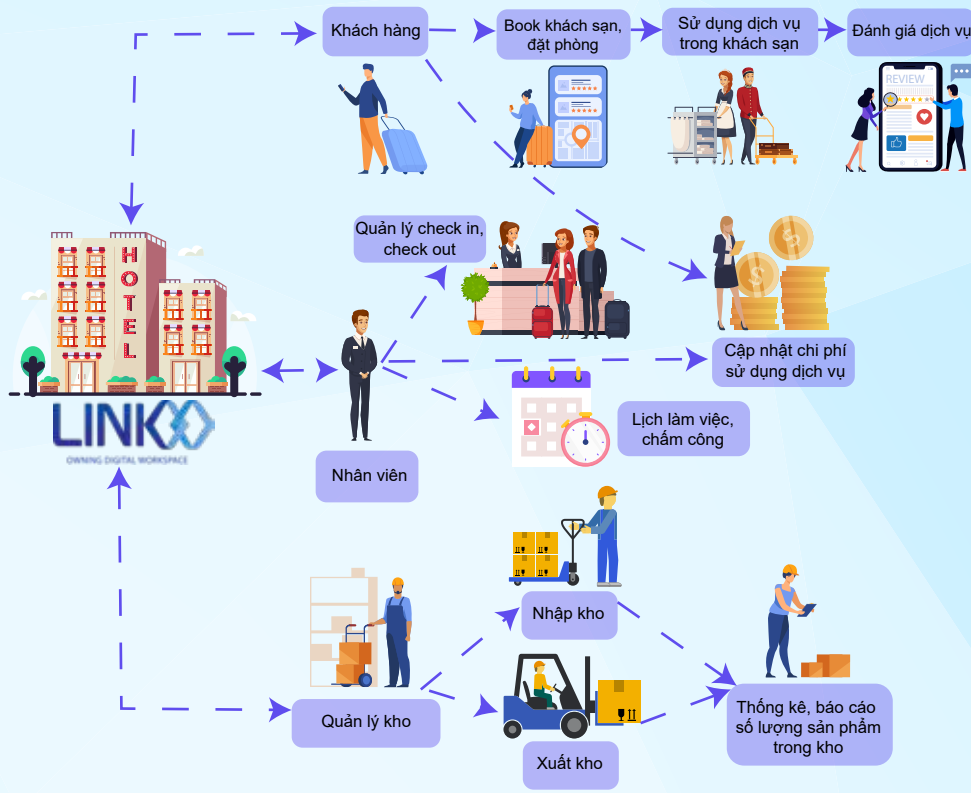 Khách hàng
Book khách sạn,
đặt phòng
Sử dụng dịch vụ
trong khách sạn
Đánh giá dịch vụ
REVIEW
Quản lý check in,
check out
HOTEL
$
$
Cập nhật chi phí
sử dụng dịch vụ
LINK
OWNING DIGITAL WORKSPACE
Lịch làm việc,
chấm công
Nhân viên
Nhập kho
Quản lý kho
Xuất kho
Thống kê, báo cáo
số lượng sản phẩm
trong kho